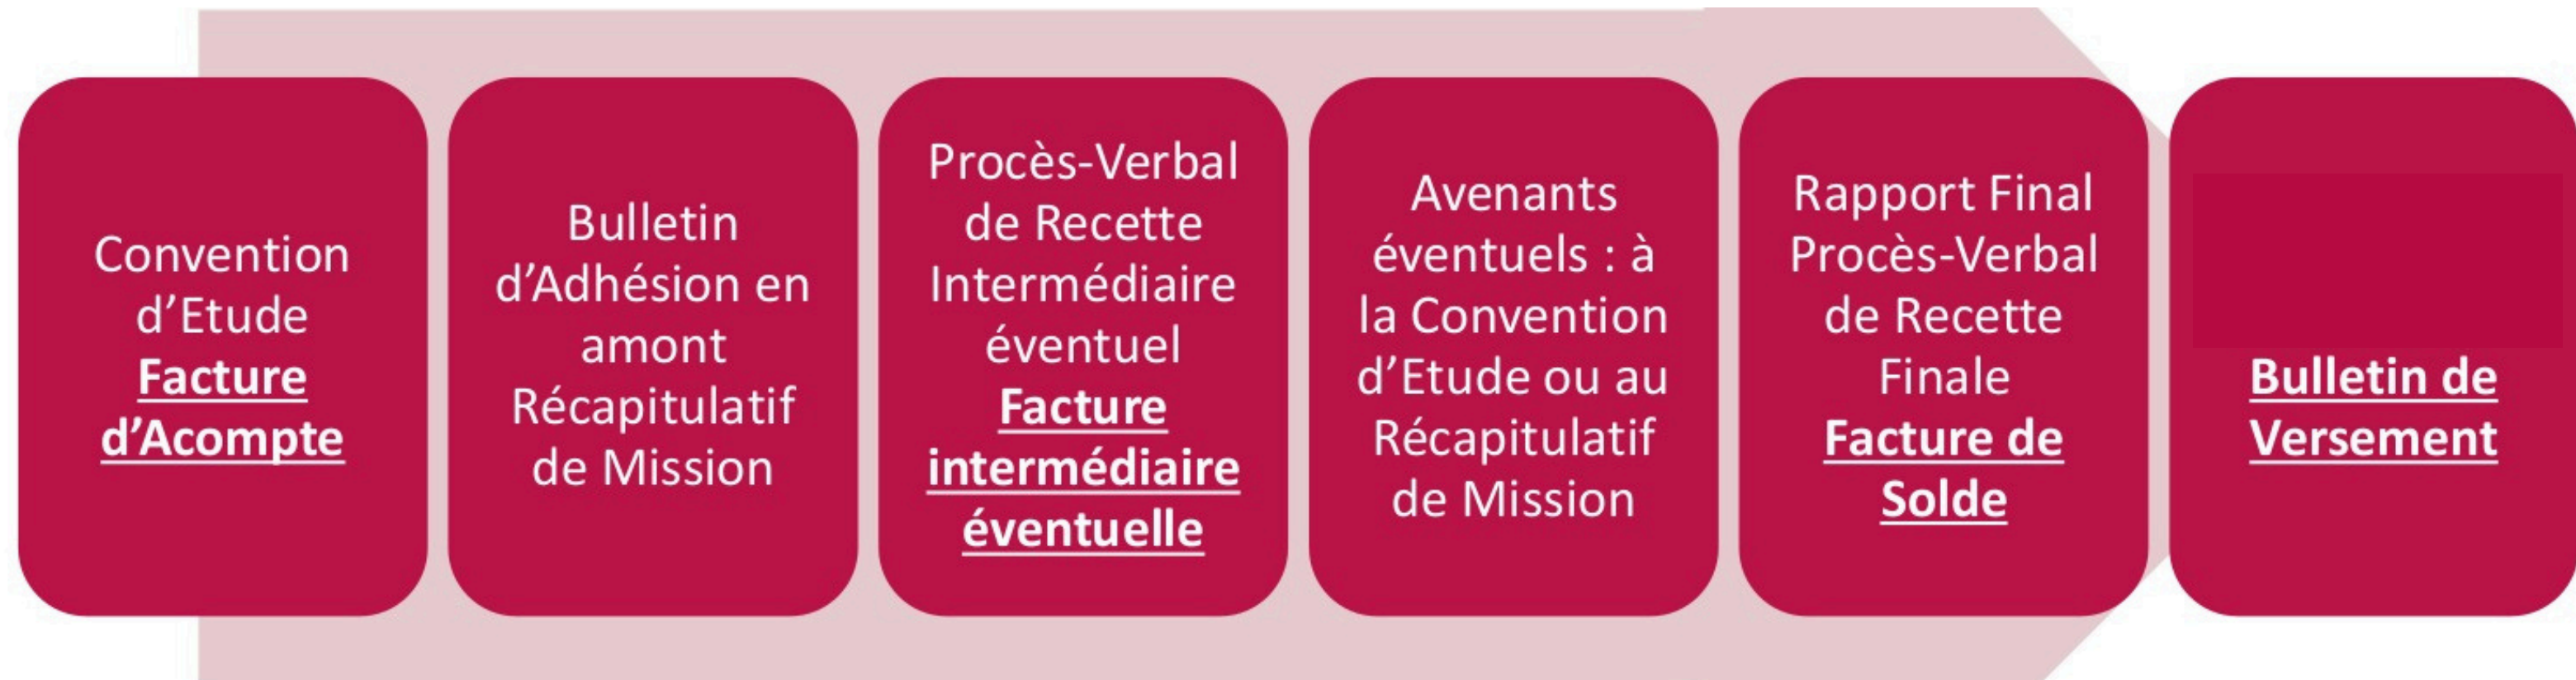 Convention
d’Etude
Facture
d’Acompte
Bulletin
d’Adhésion en
amont
Récapitulatif
de Mission
Procès-Verbal
de Recette
Intermédiaire
éventuel
Facture
intermédiaire
éventuelle
Avenants
éventuels : à
la Convention
d’Etude ou au
Récapitulatif
de Mission
Rapport Final
Procès-Verbal
de Recette
Finale
Facture de
Solde
Bulletin de
Versement